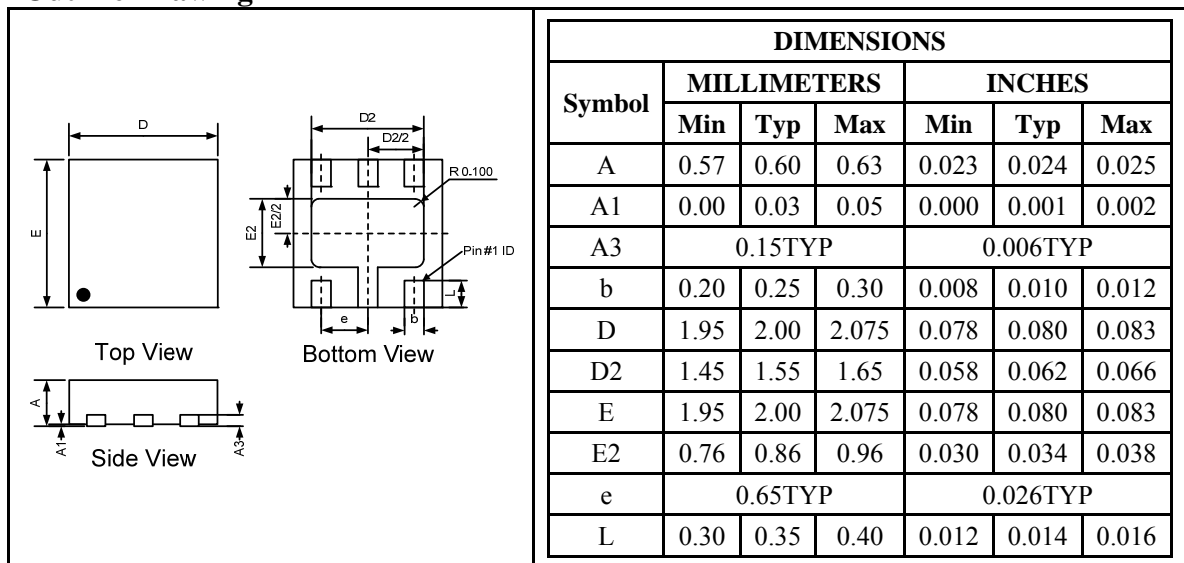 D
E
Top View
A
A1
A3
Side View
D2
D2/2
R 0.100
E2/2
E2
Pin #1 ID
L
e
b
Bottom View
DIMENSIONS
Symbol MILLIMETERS INCHES
Min Typ Max Min Typ Max
A 0.57 0.60 0.63 0.023 0.024 0.025
A1 0.00 0.03 0.05 0.000 0.001 0.002
A3 0.15TYP 0.006TYP
b 0.20 0.25 0.30 0.008 0.010 0.012
D 1.95 2.00 2.075 0.078 0.080 0.083
D2 1.45 1.55 1.65 0.058 0.062 0.066
E 1.95 2.00 2.075 0.078 0.080 0.083
E2 0.76 0.86 0.96 0.030 0.034 0.038
e 0.65TYP 0.026TYP
L 0.30 0.35 0.40 0.012 0.014 0.016